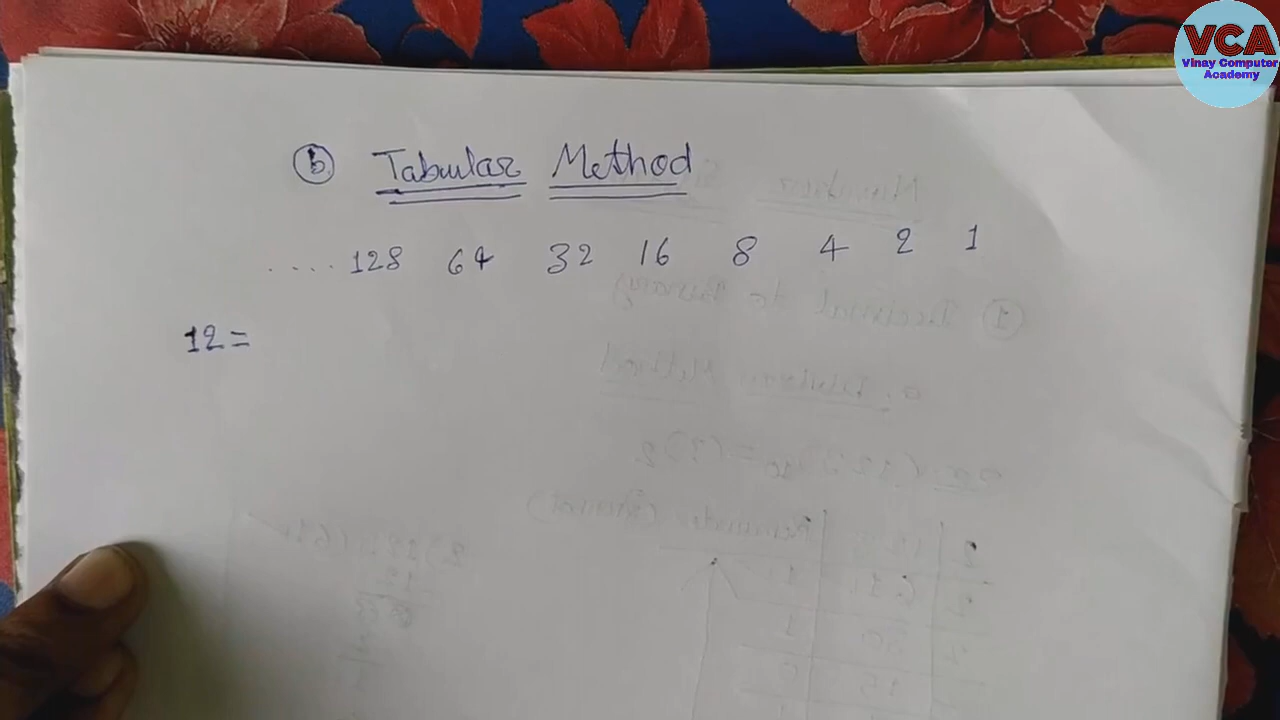 VCA
Vinay Computer
Academy
b Tabular Method
.... 128 64 32 16 8 4 2 1
12=